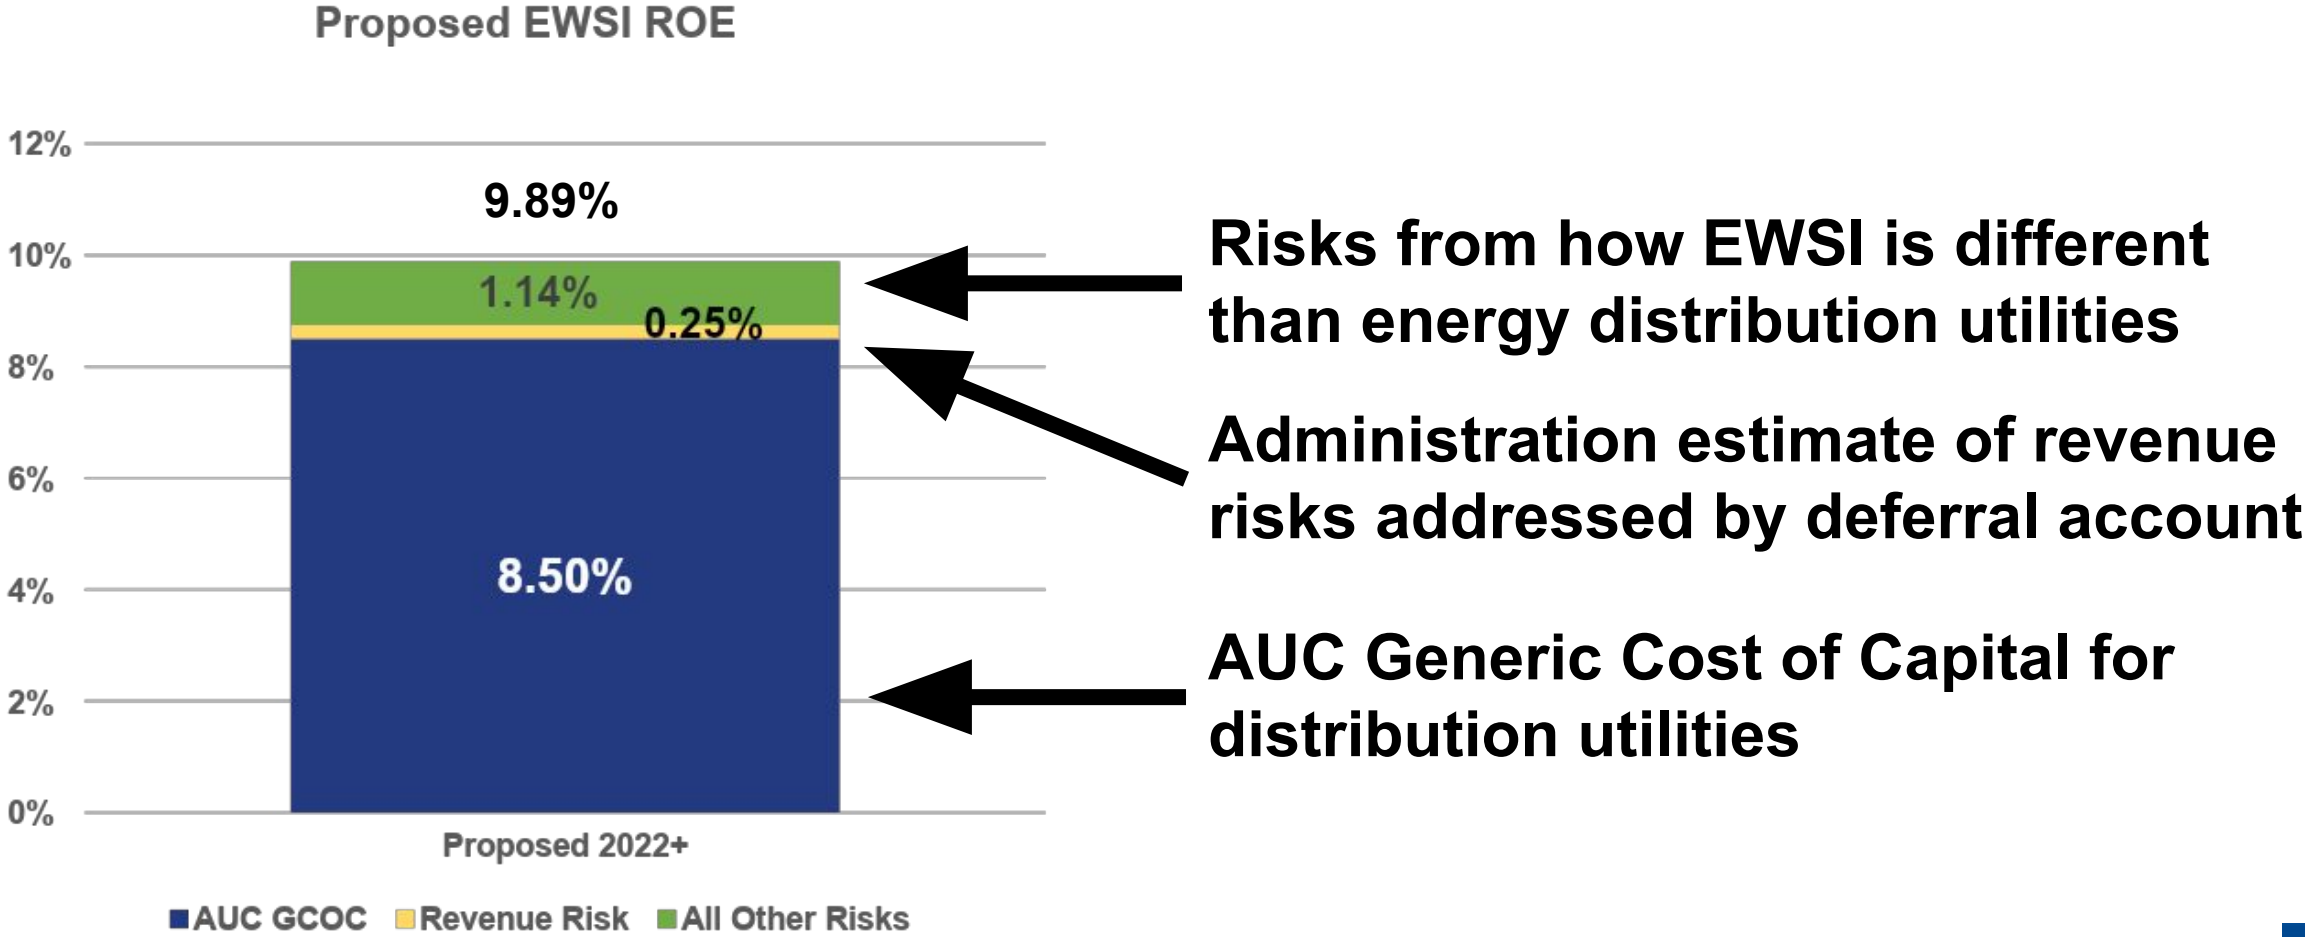 Proposed EWSI ROE
12%
9.89%
10%
1.14%
0.25%
8%
6%
8.50%
4%
2%
0%
Proposed 2022+
AUC GCOC Revenue Risk All Other Risks
Risks from how EWSI is different
than energy distribution utilities
Administration estimate of revenue
risks addressed by deferral account
AUC Generic Cost of Capital for
distribution utilities